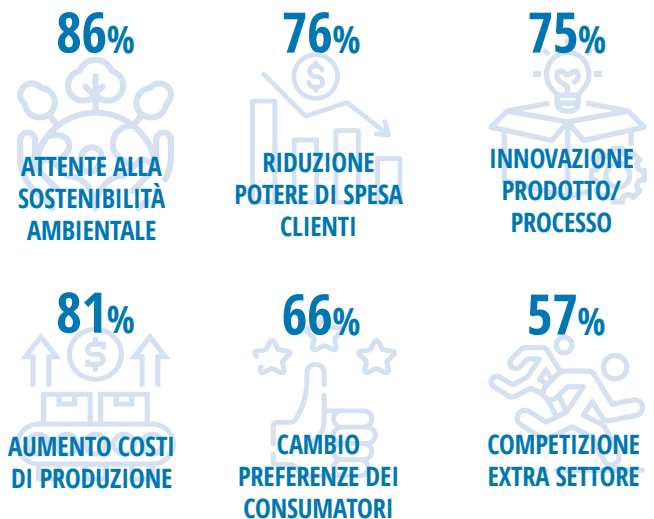 86%
ATTENTE ALLA
SOSTENIBILITÀ
AMBIENTALE
76%
RIDUZIONE
POTERE DI SPESA
CLIENTI
75%
INNOVAZIONE
PRODOTTO/
PROCESSO
81%
AUMENTO COSTI
DI PRODUZIONE
66%
CAMBIO
PREFERENZE DEI
CONSUMATORI
57%
COMPETIZIONE
EXTRA SETTORE